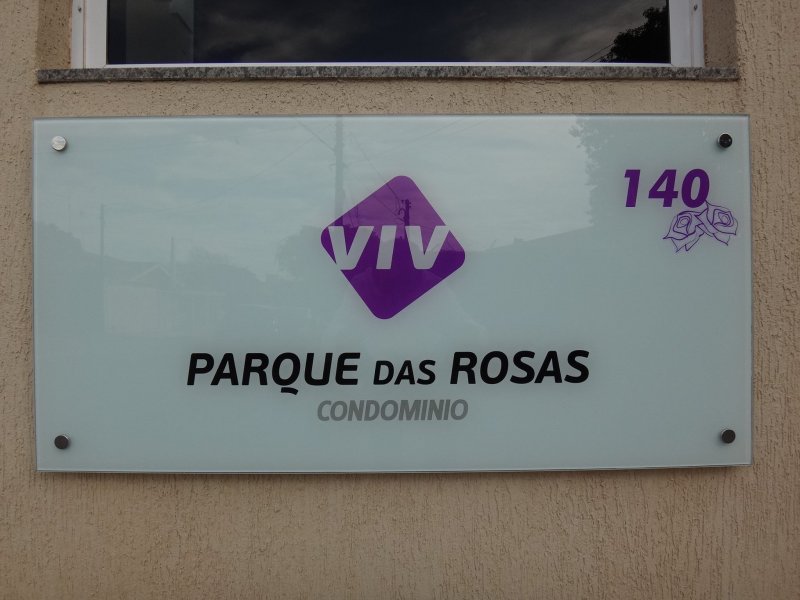 140
VIV
PARQUE DAS ROSAS
CONDOMINIO